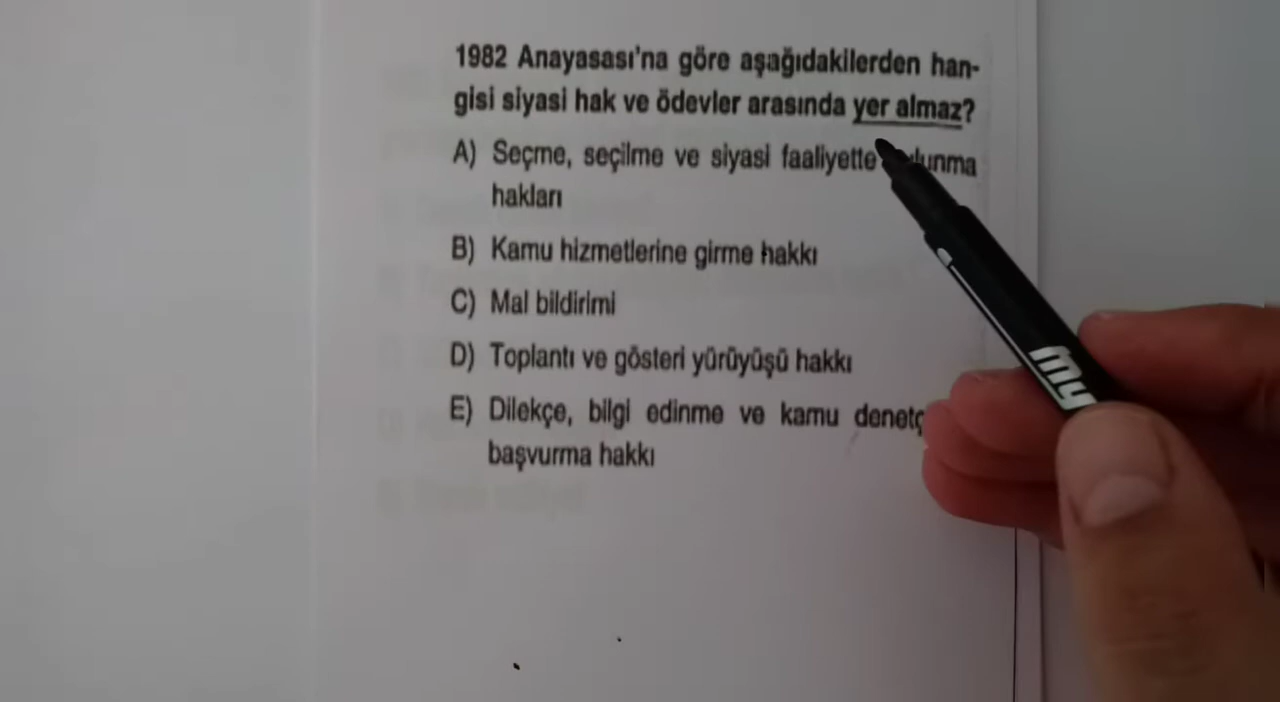 1982 Anayasası'na göre aşağıdakilerden han-
gisi siyasi hak ve ödevler arasında yer almaz?
A) Seçme, seçilme ve siyasi faaliyette
hakları
B) Kamu hizmetlerine girme hakkı
C) Mal bildirimi
D) Toplantı ve gösteri yürüyüşü hakkı
E) Dilekçe, bilgi edinme ve kamu
başvurma hakkı
my